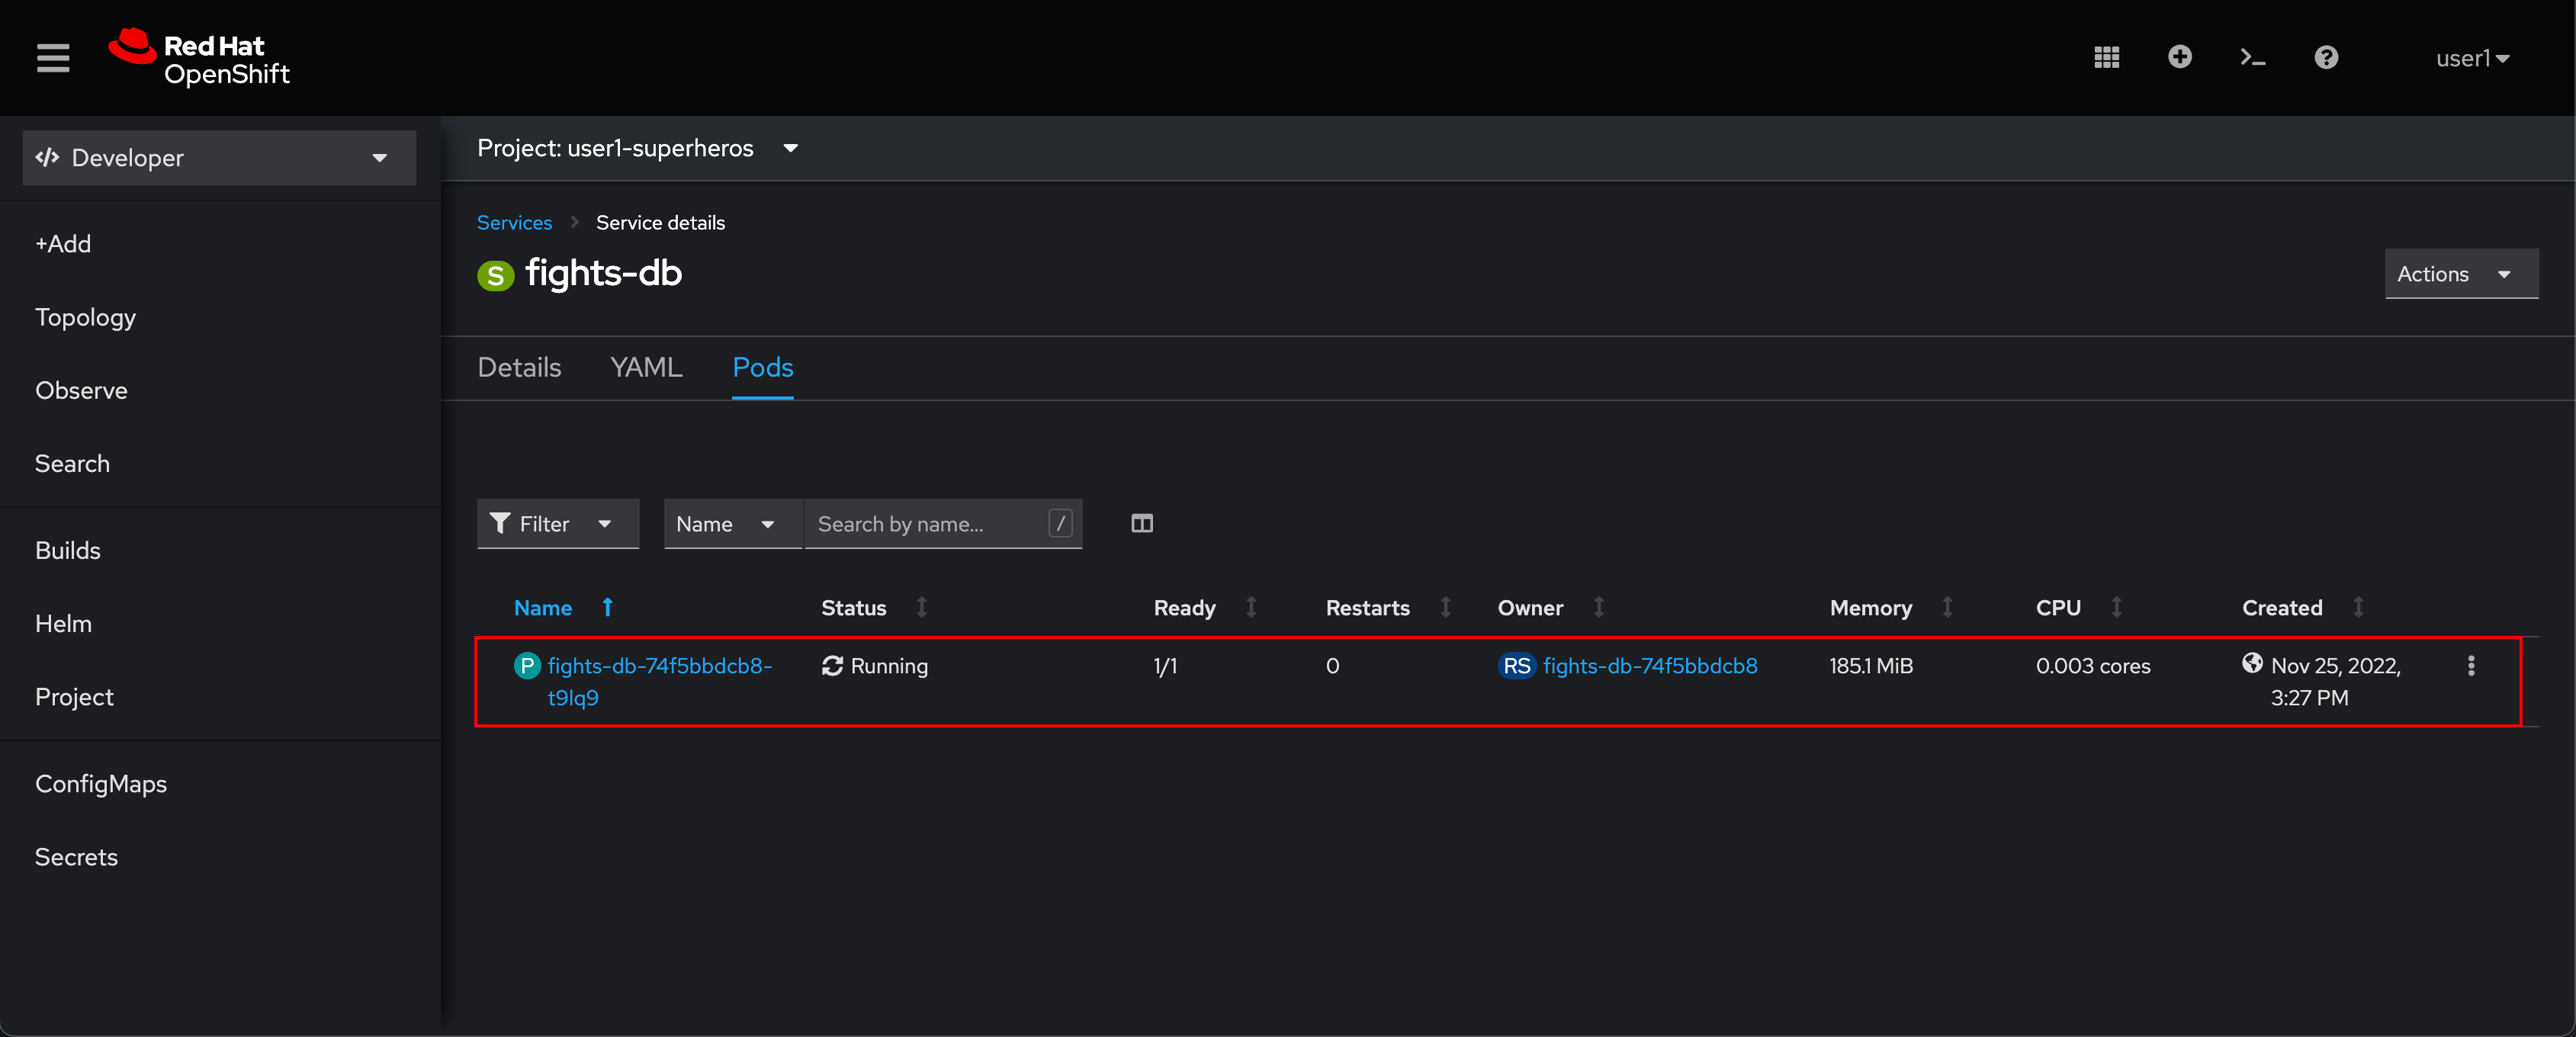 Red Hat
OpenShift
user1
Developer
+Add
Topology
Observe
Search
Builds
Helm
Project
ConfigMaps
Secrets
Project: user1-superheros
Services Service details
S fights-db
Actions
Details YAML Pods
Filter Name Search by name... /
Name Status Ready Restarts Owner Memory CPU Created
P fights-db-74f5bbdcb8- Running 1/1 0 RS fights-db-74f5bbdcb8 185.1 MiB 0.003 cores Nov 25, 2022,
t9lq9 3:27 PM